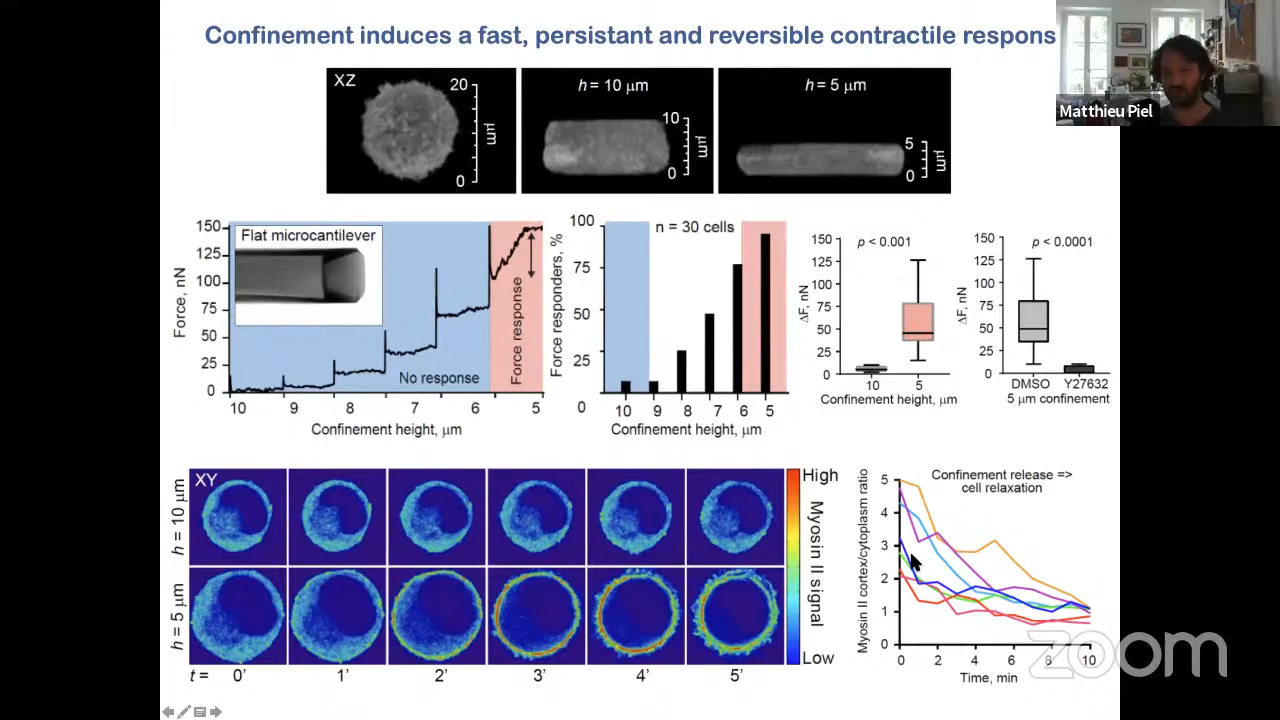 Confinement induces a fast, persistant and reversible contractile respons
Matthieu Piel
XZ
20
µm
0
h = 10 µm
10
µm
0
h = 5 µm
5
µm
0
150
125
100
75
50
25
0
Force, nN
Flat microcantilever
No response
Force response
10 9 8 7 6 5
Confinement height, µm
100
75
50
25
0
Force responders, %
n = 30 cells
10 9 8 7 6 5
Confinement height, µm
150
125
100
75
50
25
0
ΔF, nN
p < 0.001
10 5
Confinement height, µm
150
125
100
75
50
25
0
ΔF, nN
p < 0.0001
DMSO Y27632
5 µm confinement
XY
h = 10 µm
h = 5 µm
t = 0' 1' 2' 3' 4' 5'
High
Myosin II signal
Low
Confinement release =>
cell relaxation
Myosin II cortex/cytoplasm ratio
5
4
3
2
1
0
0 2 4 6 8 10
Time, min
zoom